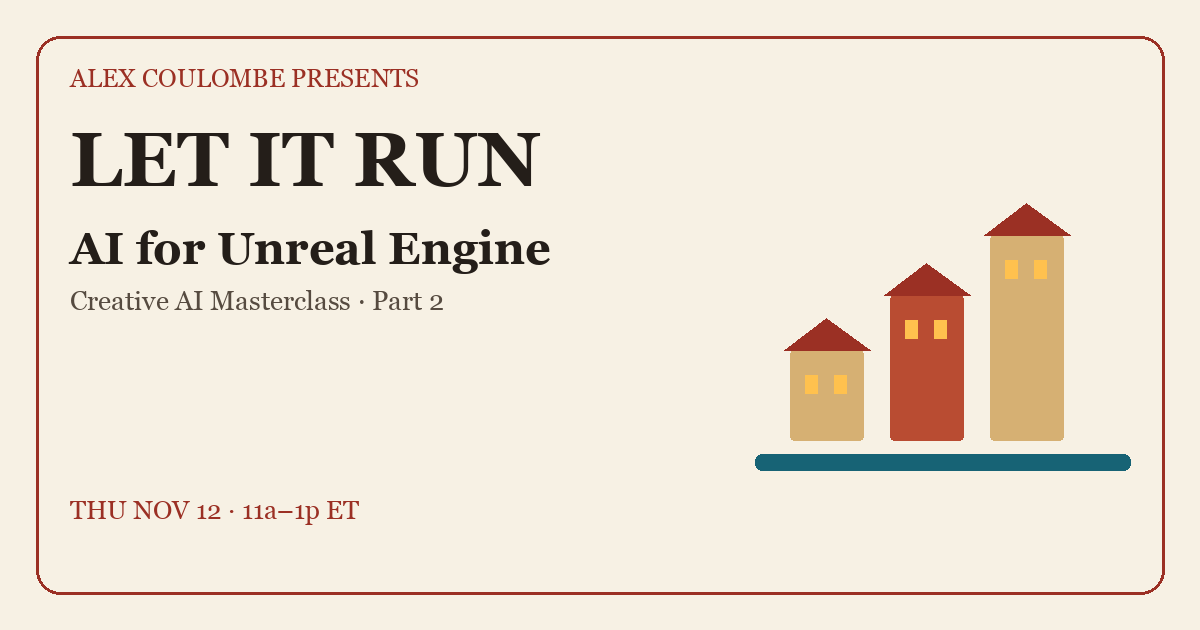 ALEX COULOMBE PRESENTS
LET IT RUN
AI for Unreal Engine
Creative AI Masterclass · Part 2
THU NOV 12 · 11a–1p ET